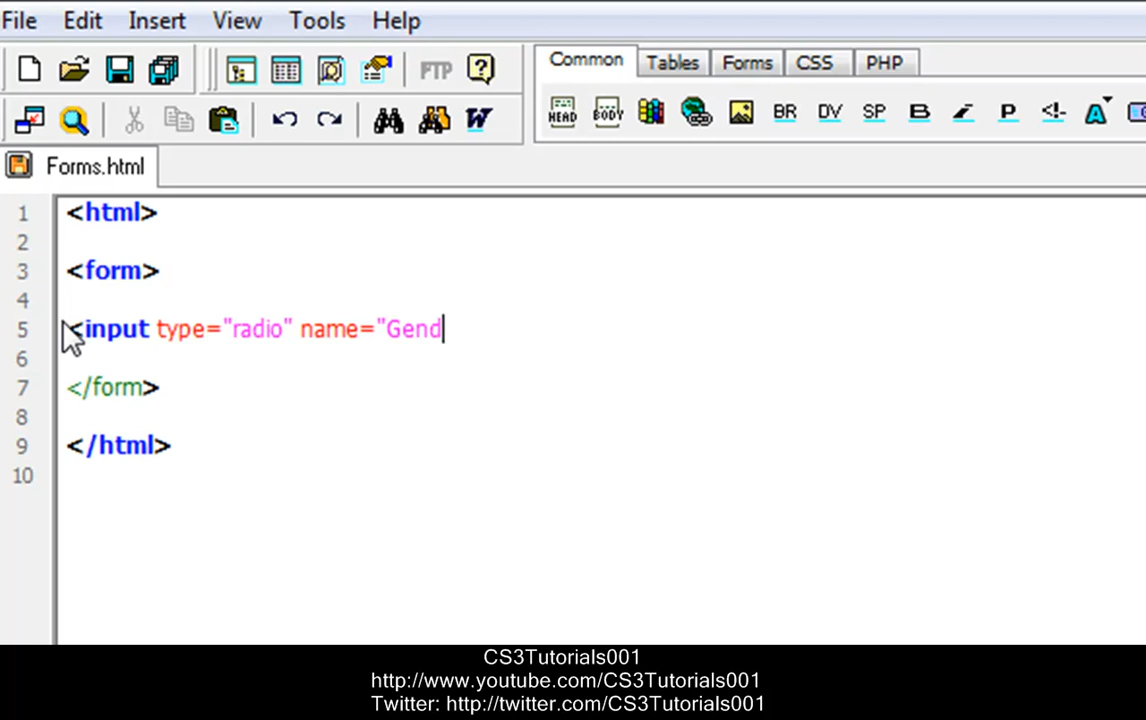 File Edit Insert View Tools Help
Common Tables Forms CSS PHP
FTP
HEAD BODY BR DV SP B P <!-
W
A
Forms.html
1 <html>
2
3 <form>
4
5 <input type="radio" name="Gend
6
7 </form>
8
9 </html>
10
CS3Tutorials001
http://www.youtube.com/CS3Tutorials001
Twitter: http://twitter.com/CS3Tutorials001